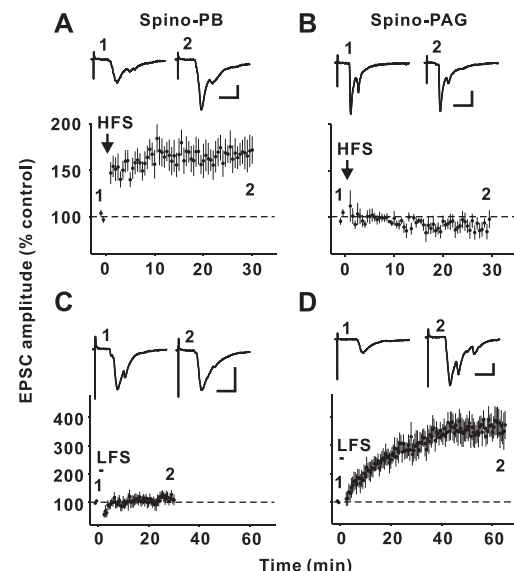 A Spino-PB
B Spino-PAG
1 2
1 2
200
150
100
HFS
1
2
0 10 20 30
HFS
1
2
0 10 20 30
EPSC amplitude (% control)
C
D
1 2
1 2
400
300
200
100
LFS
1
2
0 20 40 60
LFS
1
2
0 20 40 60
Time (min)